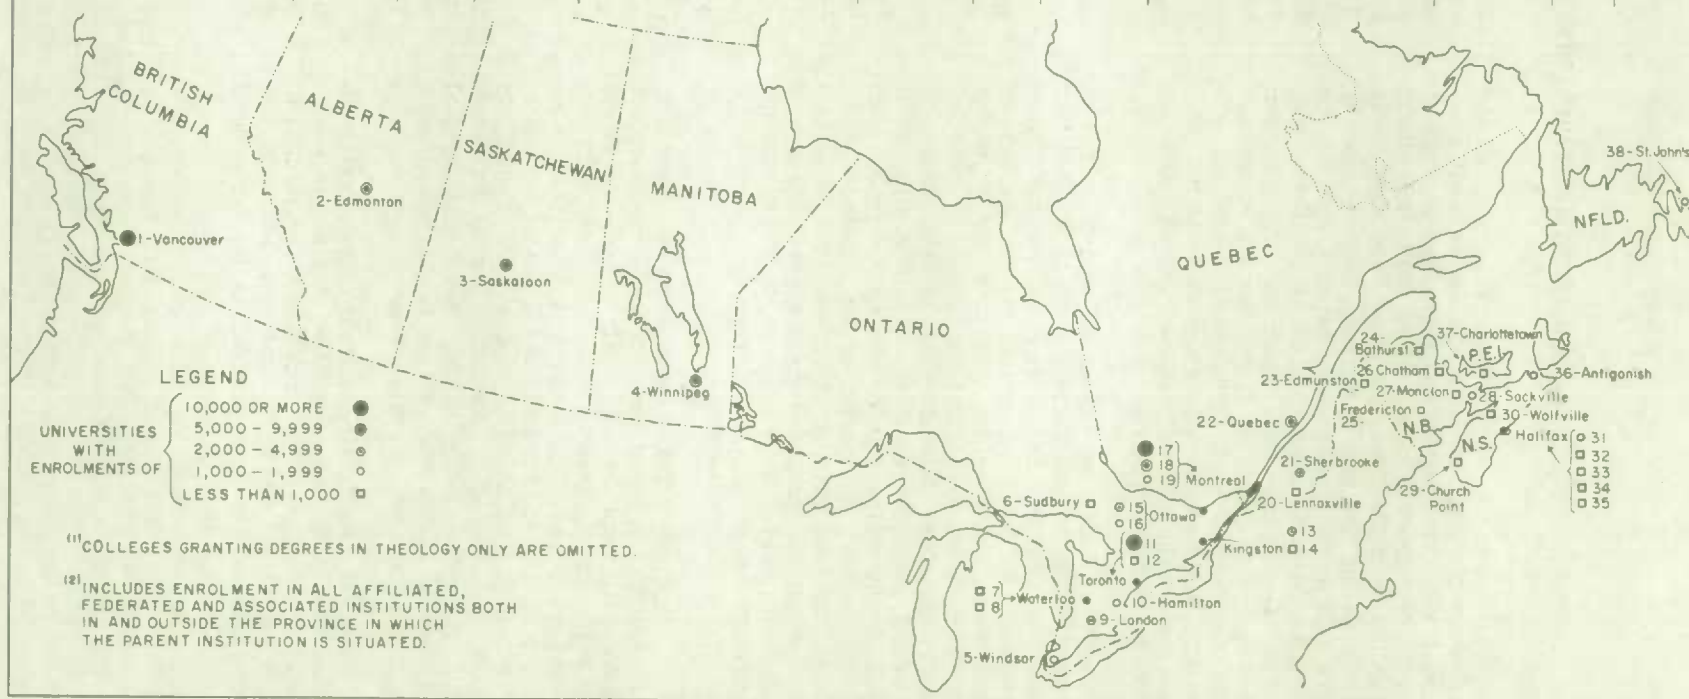 BRITISH
COLUMBIA
ALBERTA
SASKATCHEWAN
MANITOBA
ONTARIO
QUEBEC
NFLD.
38-St.John's
1-Vancouver
2-Edmonton
3-Saskatoon
4-Winnipeg
LEGEND
UNIVERSITIES
WITH
ENROLMENTS OF
10,000 OR MORE
5,000 – 9,999
2,000 – 4,999
1,000 – 1,999
LESS THAN 1,000
(1) COLLEGES GRANTING DEGREES IN THEOLOGY ONLY ARE OMITTED.
(2) INCLUDES ENROLMENT IN ALL AFFILIATED,
FEDERATED AND ASSOCIATED INSTITUTIONS BOTH
IN AND OUTSIDE THE PROVINCE IN WHICH
THE PARENT INSTITUTION IS SITUATED.
5-Windsor
6-Sudbury
7
8
Waterloo
9-London
10-Hamilton
11
12
Toronto
Kingston
13
14
15
16
Ottawa
17
18
19
Montreal
20-Lennoxville
21-Sherbrooke
22-Quebec
23-Edmunston
24-
Bathurst
Fredericton
25-
26 Chatham
27-Moncton
28-Sackville
29-Church
Point
30-Wolfville
Halifax
31
32
33
34
35
36-Antigonish
37-Charlottetown
P.E.I.
N.B.
N.S.